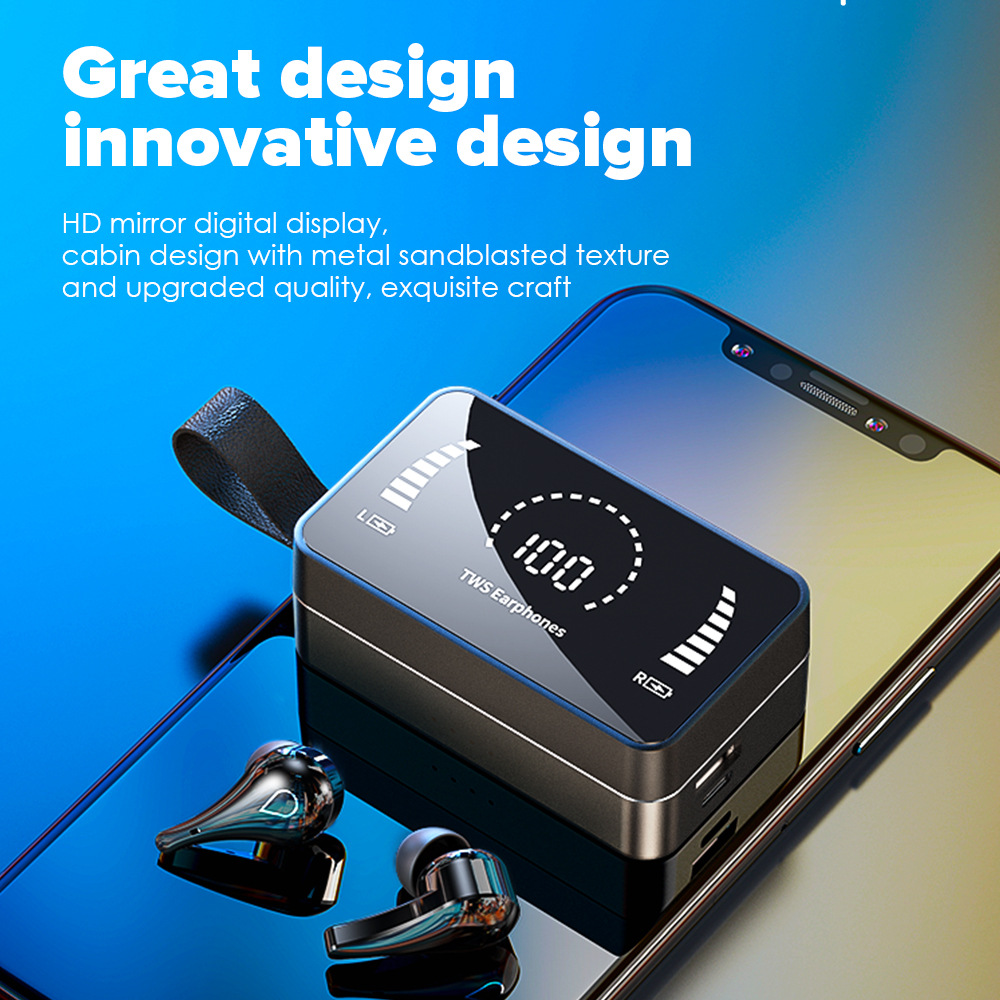 Great design
innovative design
HD mirror digital display,
cabin design with metal sandblasted texture
and upgraded quality, exquisite craft
L
100
TWS Earphones
R